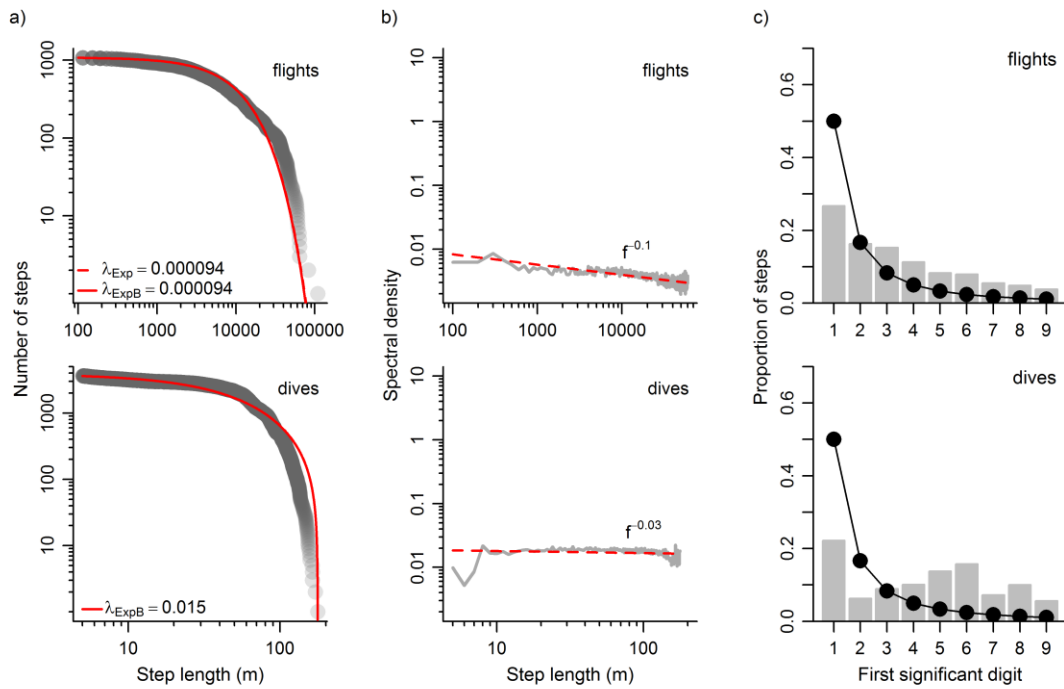 a)
Number of steps
1000
100
10
flights
λExp = 0.000094
λExpB = 0.000094
100 1000 10000 100000
1000
100
10
dives
λExpB = 0.015
10 100
Step length (m)
b)
Spectral density
10
1
0.1
0.01
flights
f−0.1
100 1000 10000
10
1
0.1
0.01
dives
f−0.03
10 100
Step length (m)
c)
Proportion of steps
0.6
0.4
0.2
0.0
flights
1 2 3 4 5 6 7 8 9
0.6
0.4
0.2
0.0
dives
1 2 3 4 5 6 7 8 9
First significant digit